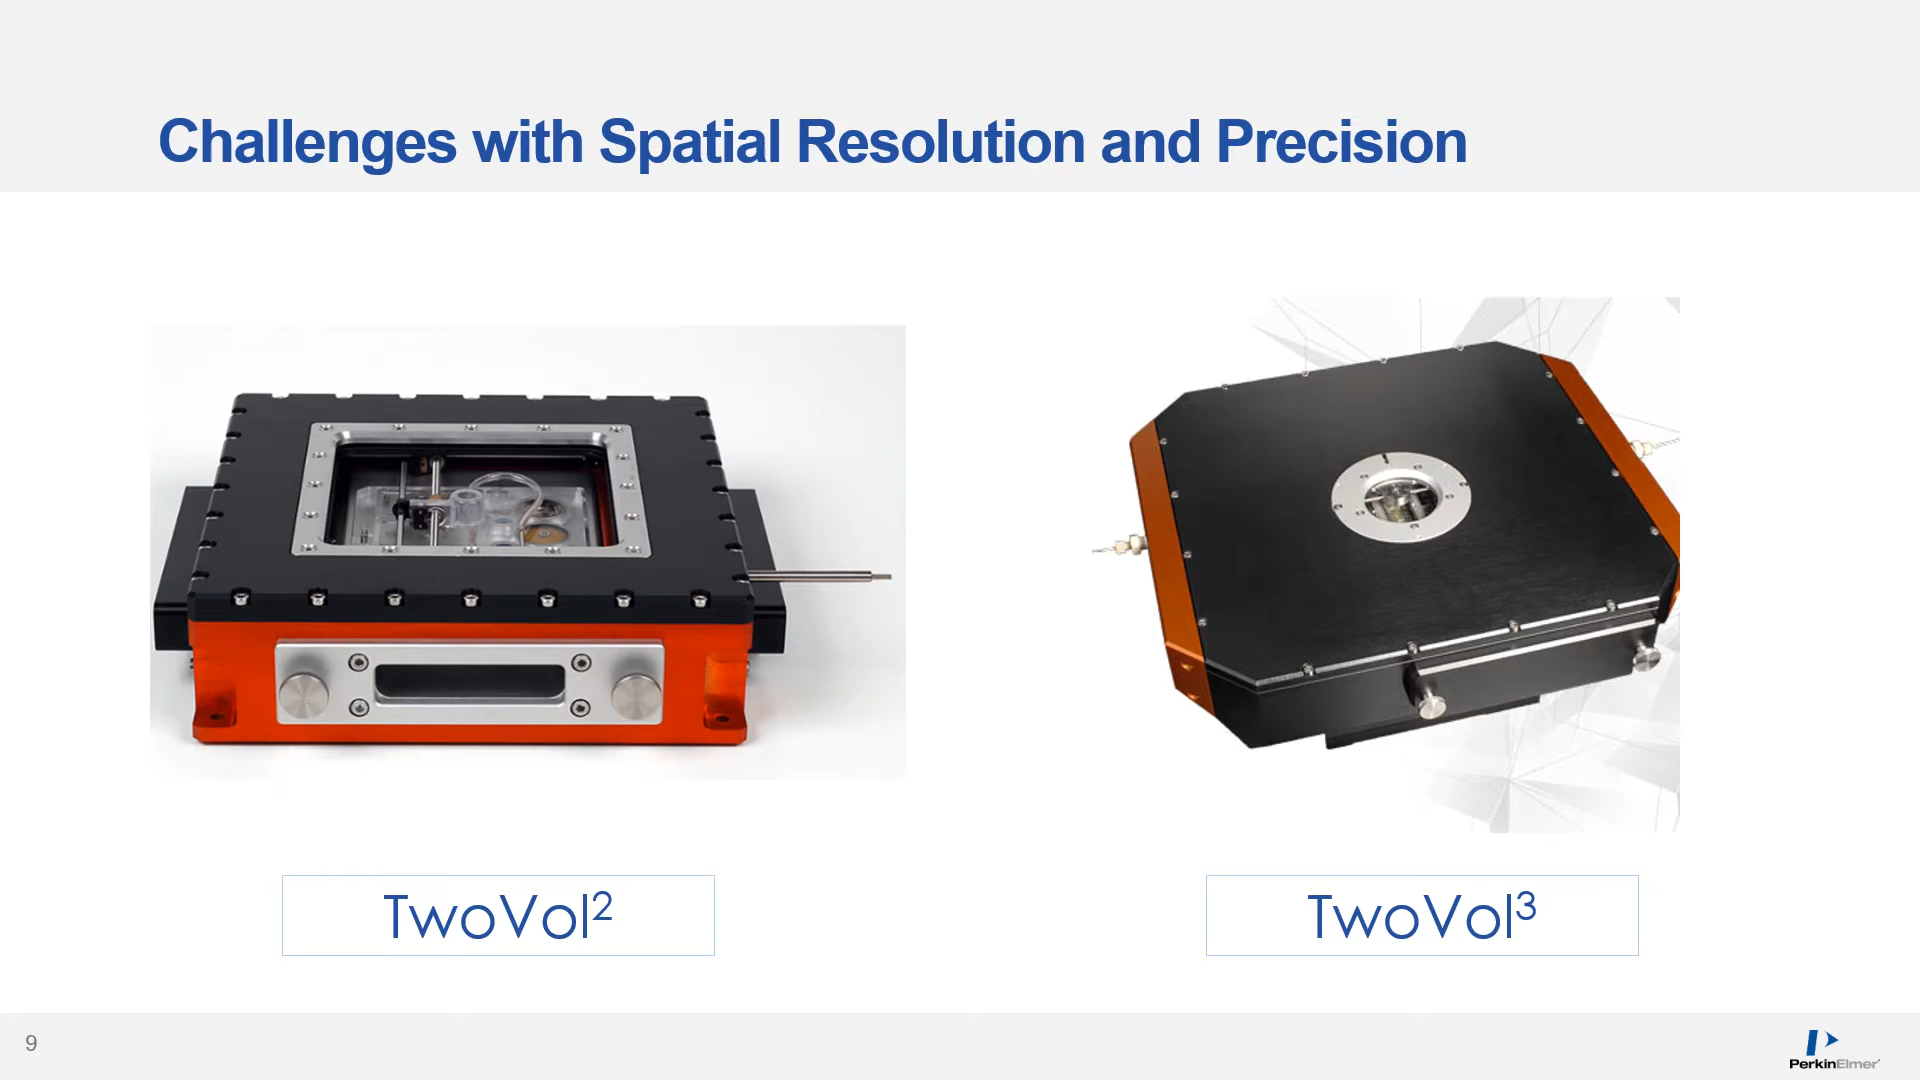 Challenges with Spatial Resolution and Precision
TwoVol²
TwoVol³
9
PerkinElmer